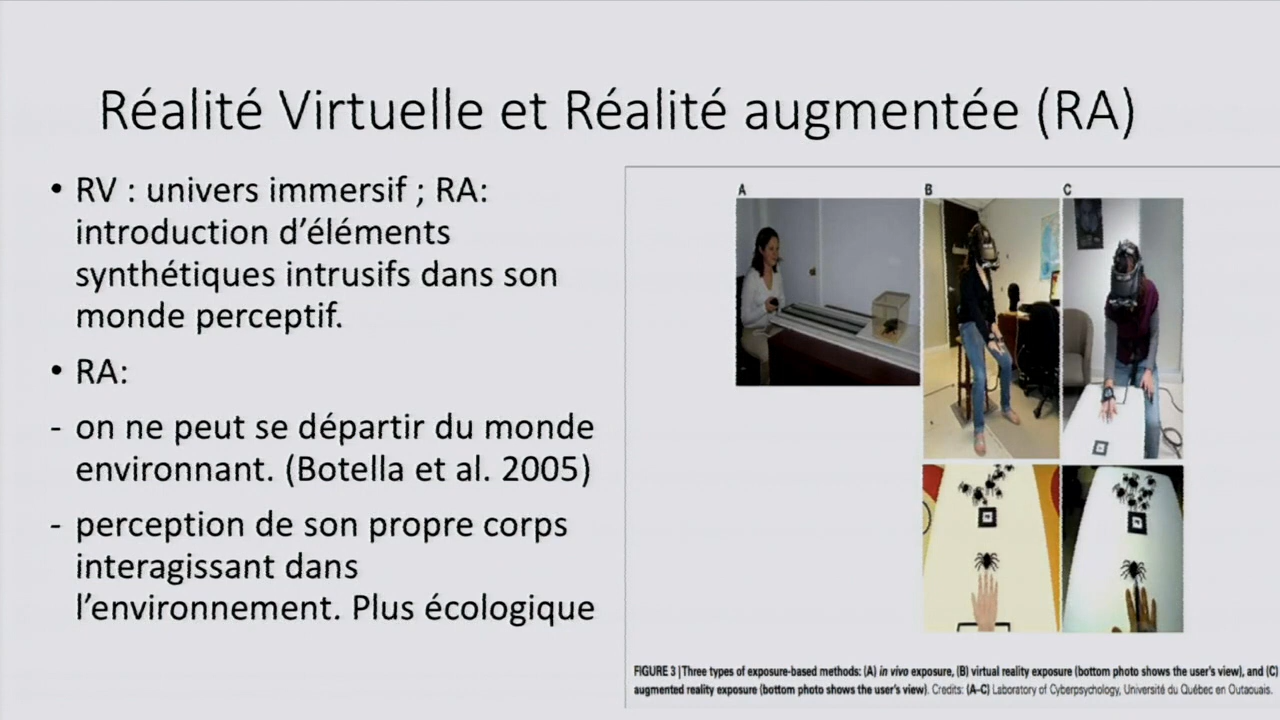 Réalité Virtuelle et Réalité augmentée (RA)
• RV : univers immersif ; RA:
introduction d’éléments
synthétiques intrusifs dans son
monde perceptif.
• RA:
- on ne peut se départir du monde
environnant. (Botella et al. 2005)
- perception de son propre corps
interagissant dans
l’environnement. Plus écologique
A
B
C
FIGURE 3 | Three types of exposure-based methods: (A) in vivo exposure, (B) virtual reality exposure (bottom photo shows the user's view), and (C)
augmented reality exposure (bottom photo shows the user's view). Credits: (A–C) Laboratory of Cyberpsychology, Université du Québec en Outaouais.